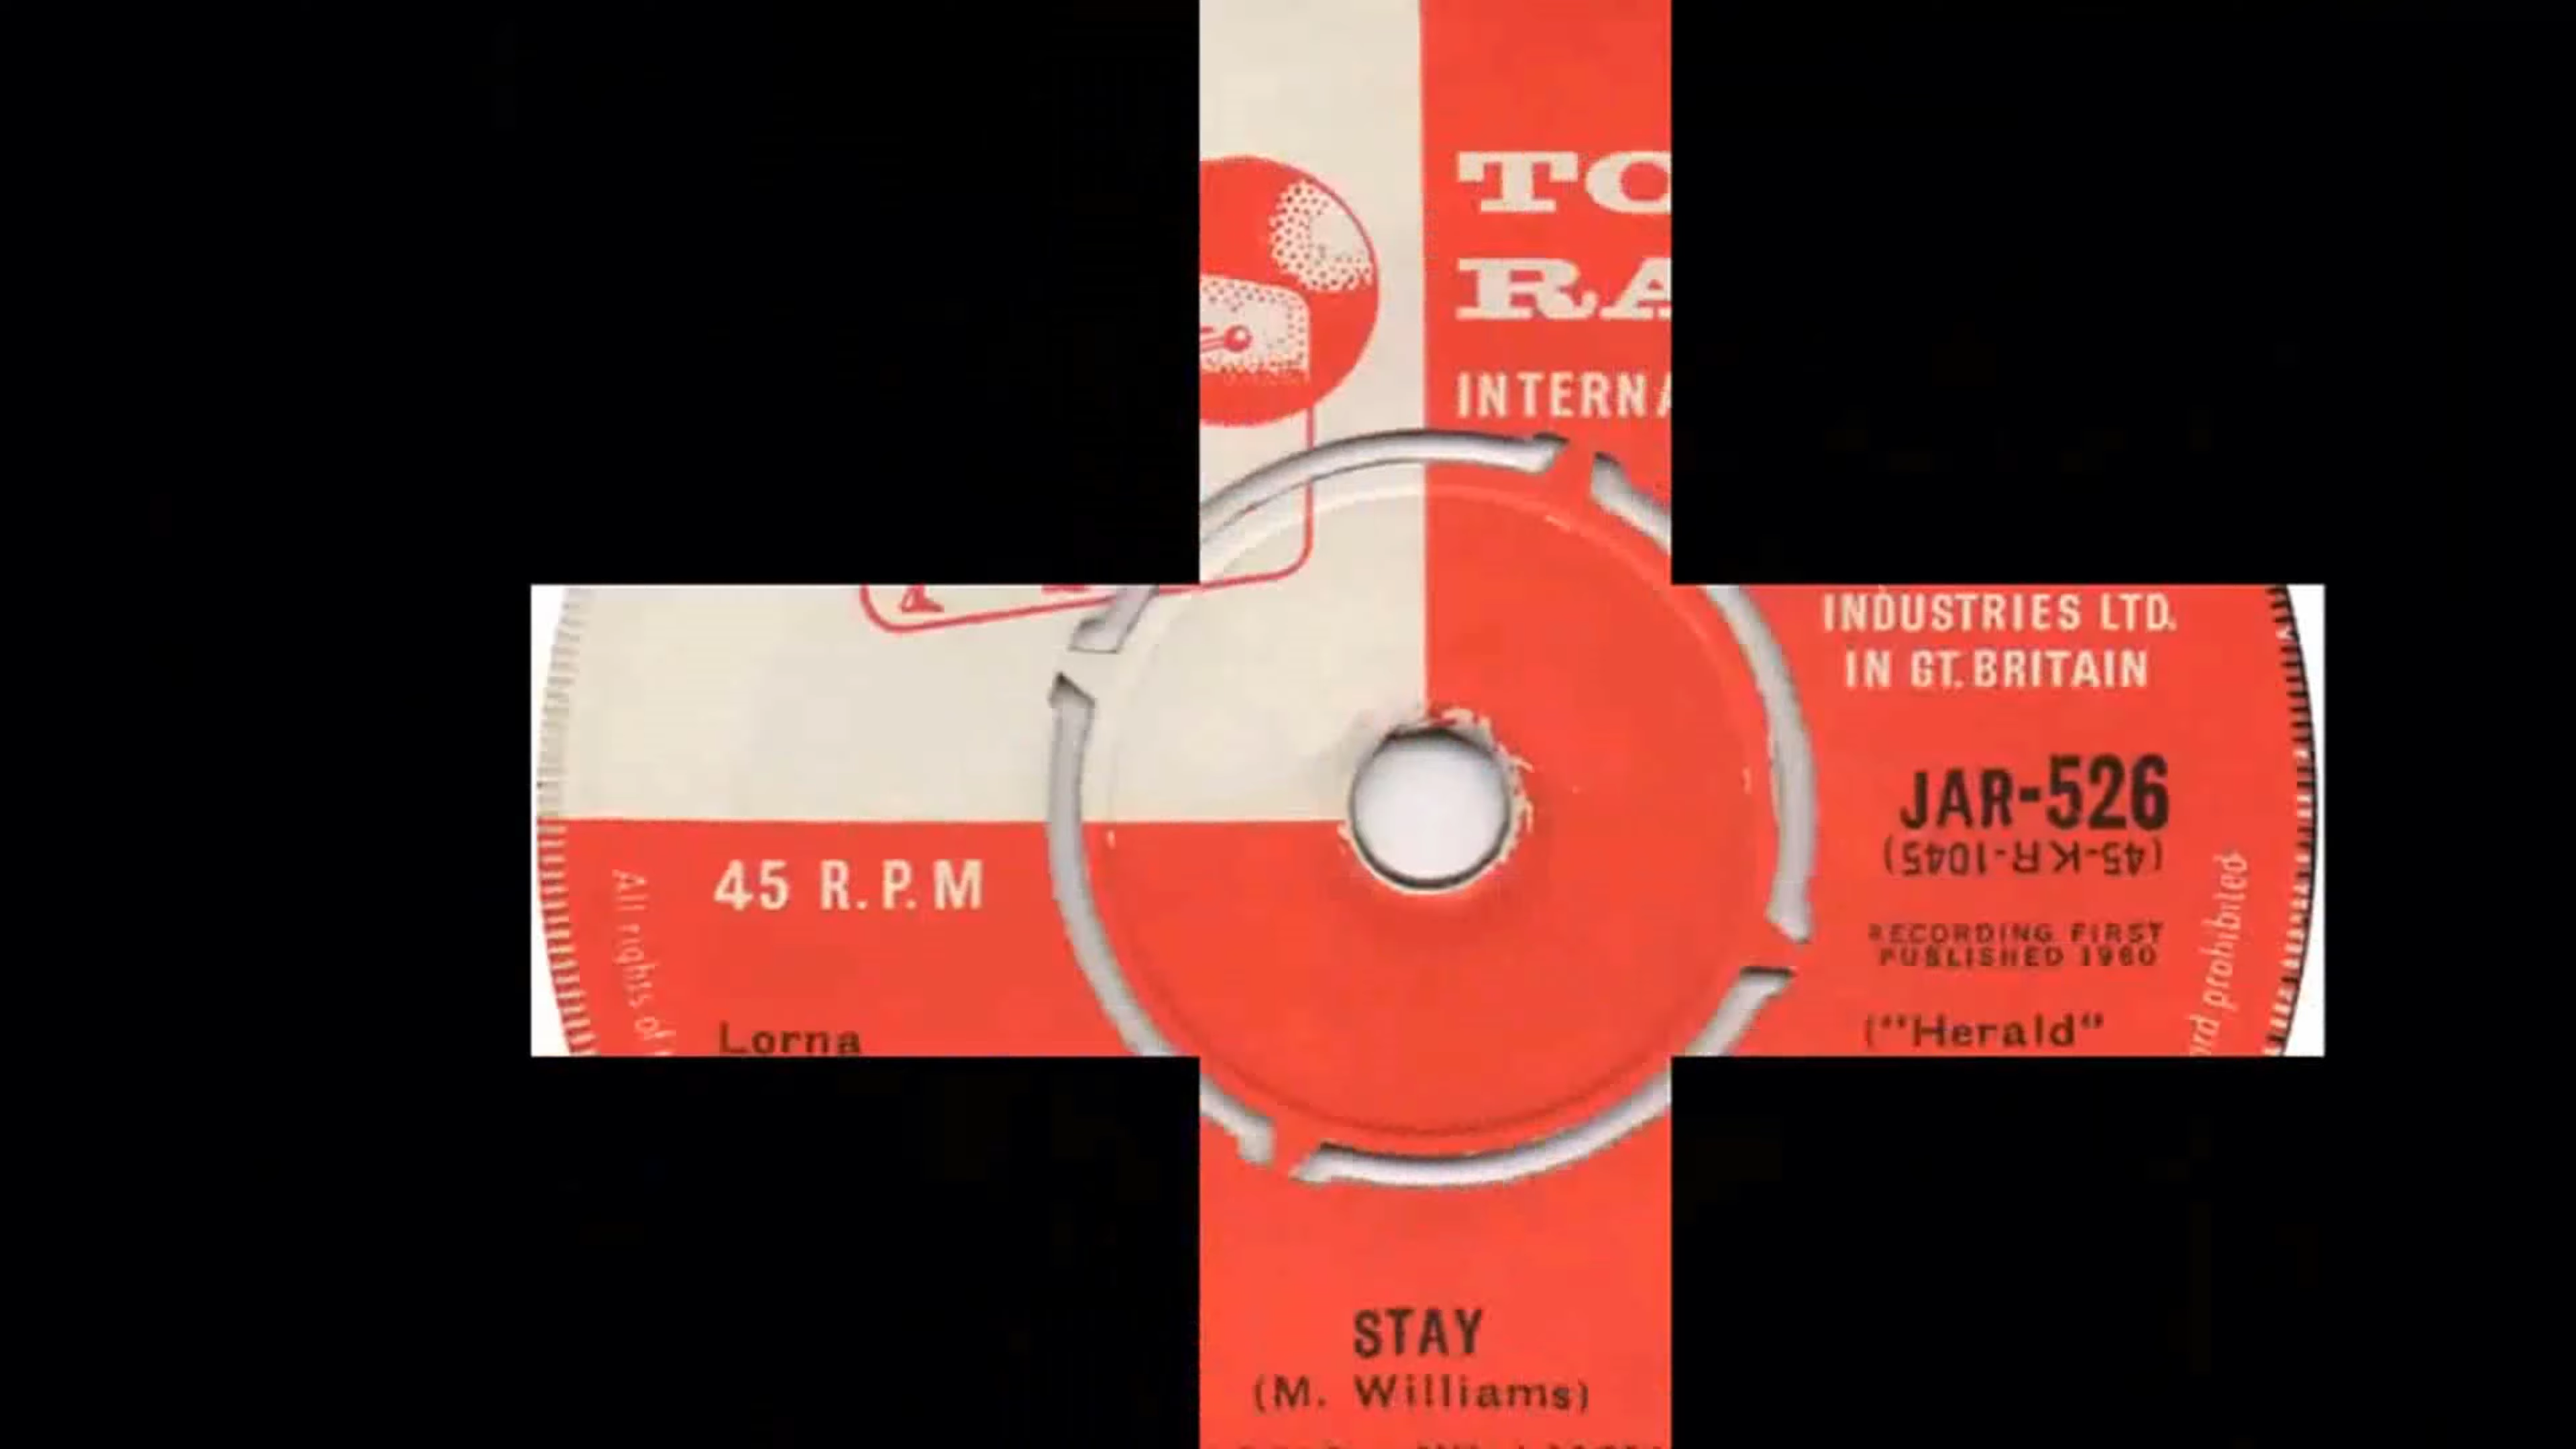 TO
RA
INTERNA
INDUSTRIES LTD.
IN GT. BRITAIN
JAR-526
(45-KR-1045)
45 R.P.M
RECORDING FIRST
PUBLISHED 1960
All rights of
ord prohibited
Lorna
("Herald"
STAY
(M. Williams)